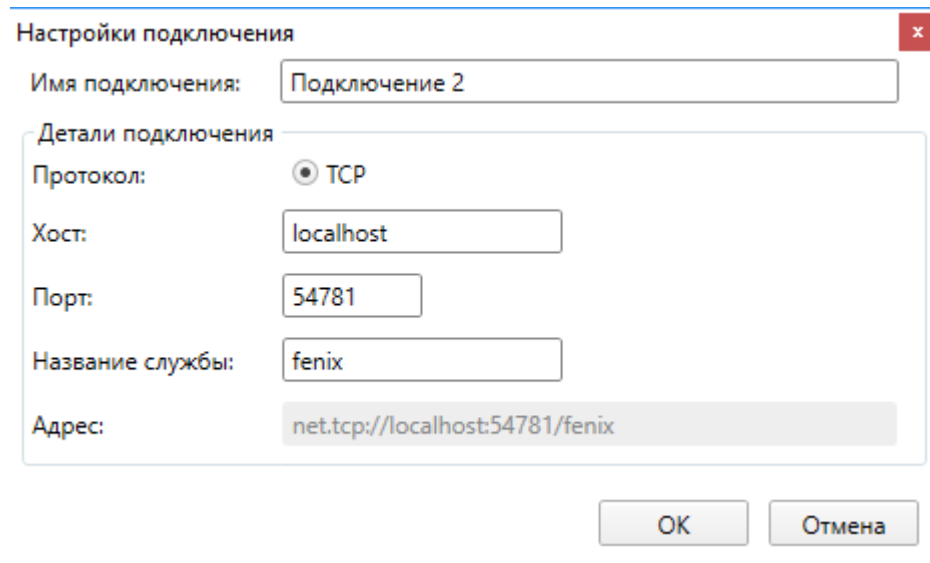 Настройки подключения x
Имя подключения: Подключение 2
Детали подключения
Протокол: TCP
Хост: localhost
Порт: 54781
Название службы: fenix
Адрес: net.tcp://localhost:54781/fenix
OK Отмена